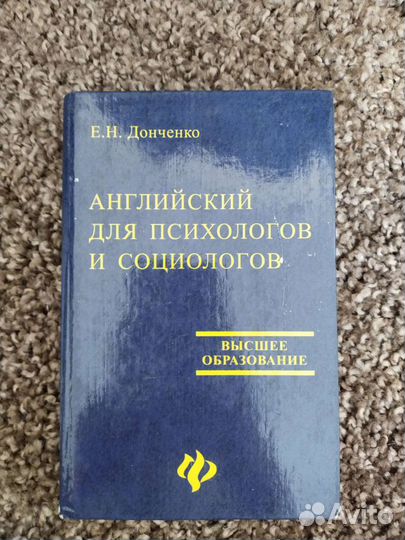 Е.Н. Донченко
АНГЛИЙСКИЙ
ДЛЯ ПСИХОЛОГОВ
И СОЦИОЛОГОВ
ВЫСШЕЕ
ОБРАЗОВАНИЕ
Avito